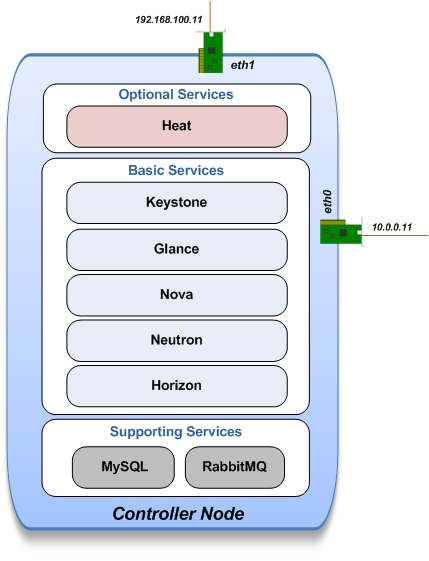 192.168.100.11
eth1
Optional Services
Heat
Basic Services
Keystone
eth0
10.0.0.11
Glance
Nova
Neutron
Horizon
Supporting Services
MySQL
RabbitMQ
Controller Node